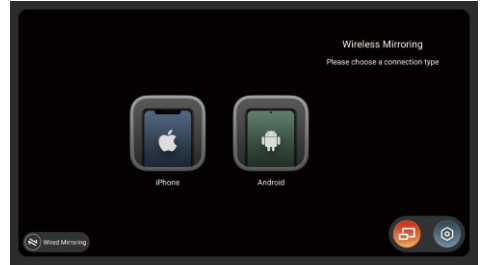 Wireless Mirroring
Please choose a connection type
iPhone
Android
Wired Mirroring